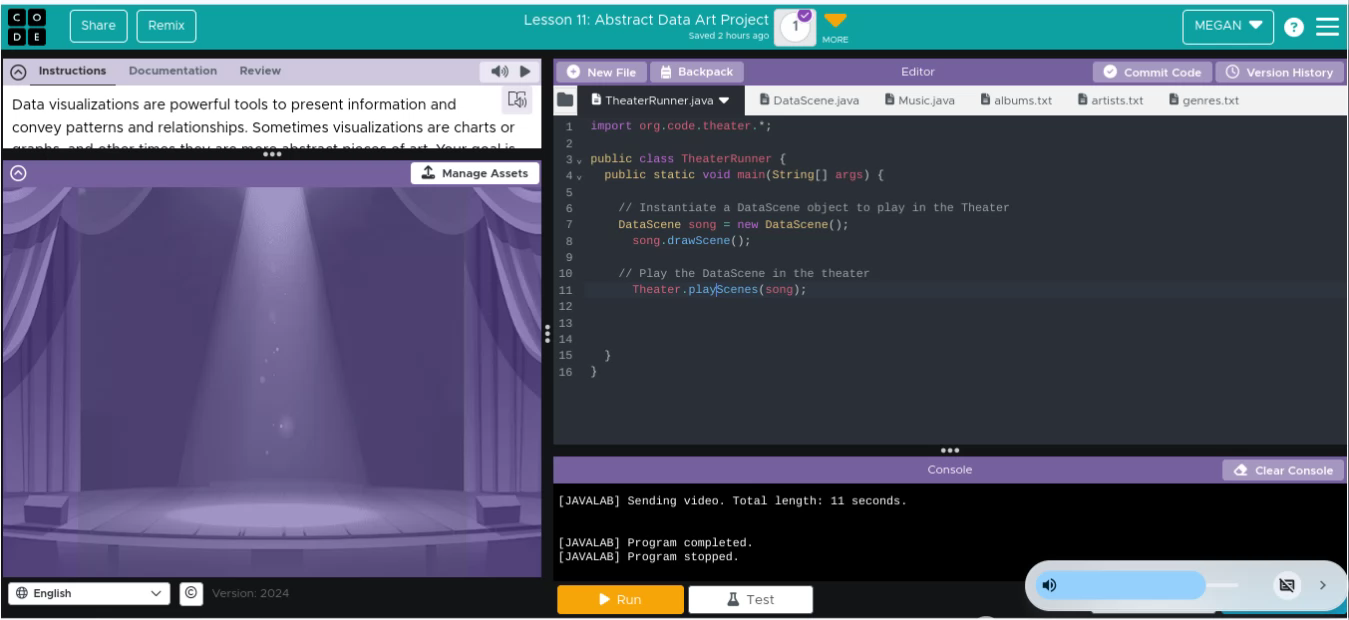 CODE
Share
Remix
Lesson 11: Abstract Data Art Project
Saved 2 hours ago
1
MORE
MEGAN
?
Instructions
Documentation
Review
Data visualizations are powerful tools to present information and
convey patterns and relationships. Sometimes visualizations are charts or
graphs, and other times they are more abstract pieces of art. Your goal is
Manage Assets
English
©
Version: 2024
New File
Backpack
Editor
Commit Code
Version History
TheaterRunner.java
DataScene.java
Music.java
albums.txt
artists.txt
genres.txt
1 import org.code.theater.*;
2
3 public class TheaterRunner {
4 public static void main(String[] args) {
5
6 // Instantiate a DataScene object to play in the Theater
7 DataScene song = new DataScene();
8 song.drawScene();
9
10 // Play the DataScene in the theater
11 Theater.playScenes(song);
12
13
14
15 }
16 }
Console
Clear Console
[JAVALAB] Sending video. Total length: 11 seconds.
[JAVALAB] Program completed.
[JAVALAB] Program stopped.
Run
Test